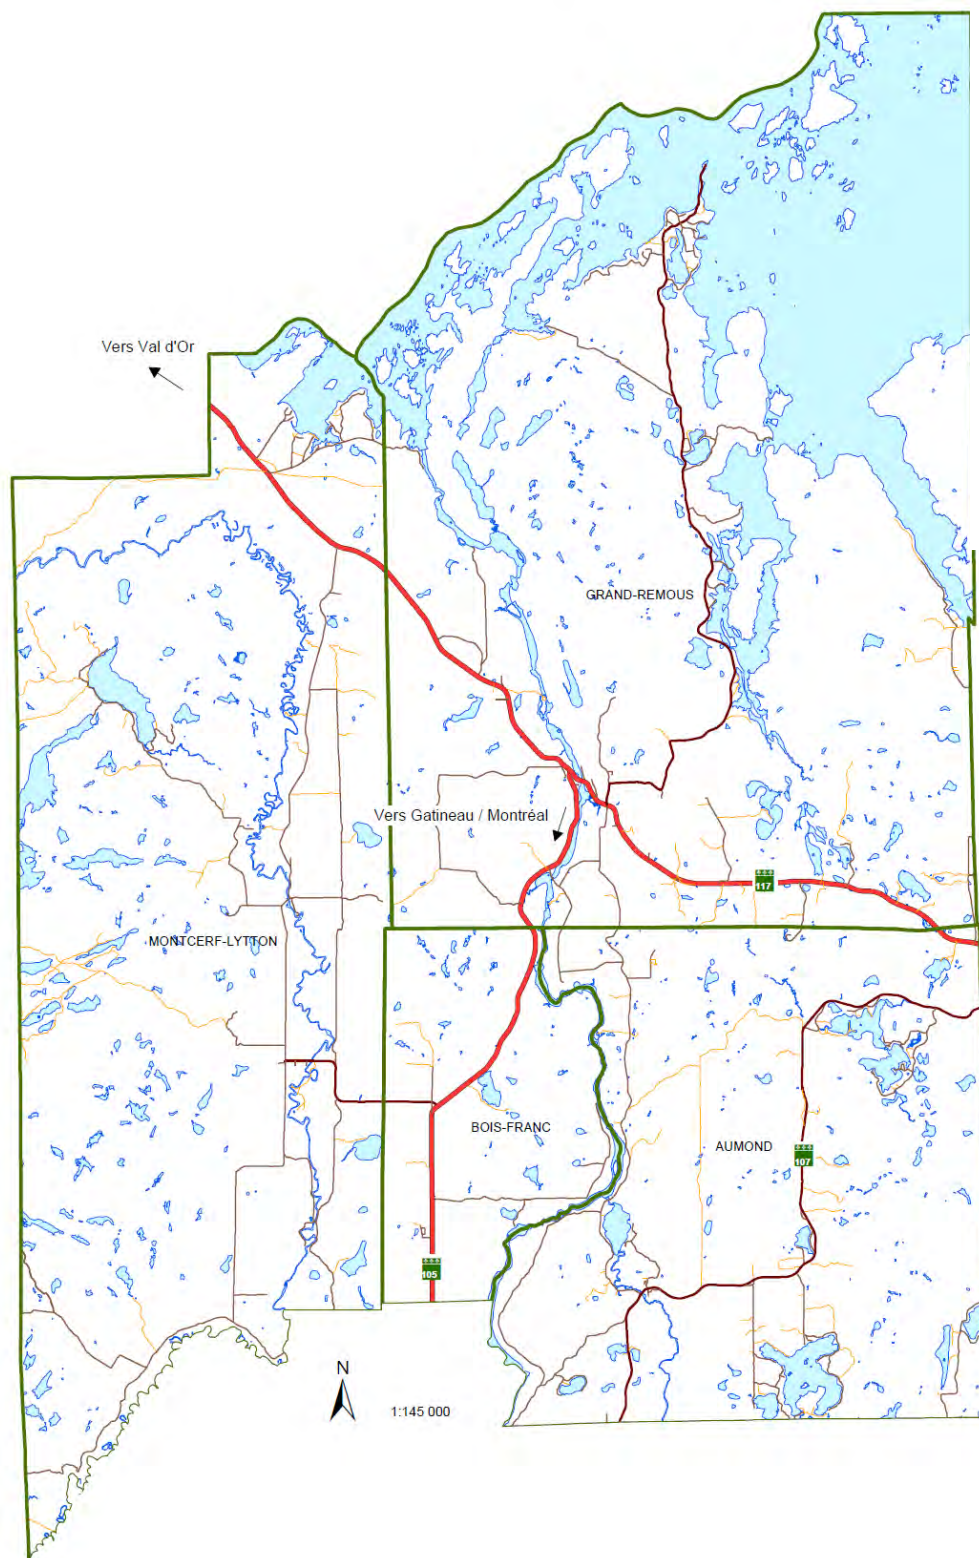 Vers Val d'Or
GRAND-REMOUS
Vers Gatineau / Montréal
117
MONTCERF-LYTTON
BOIS-FRANC
AUMOND
107
105
N
1:145 000